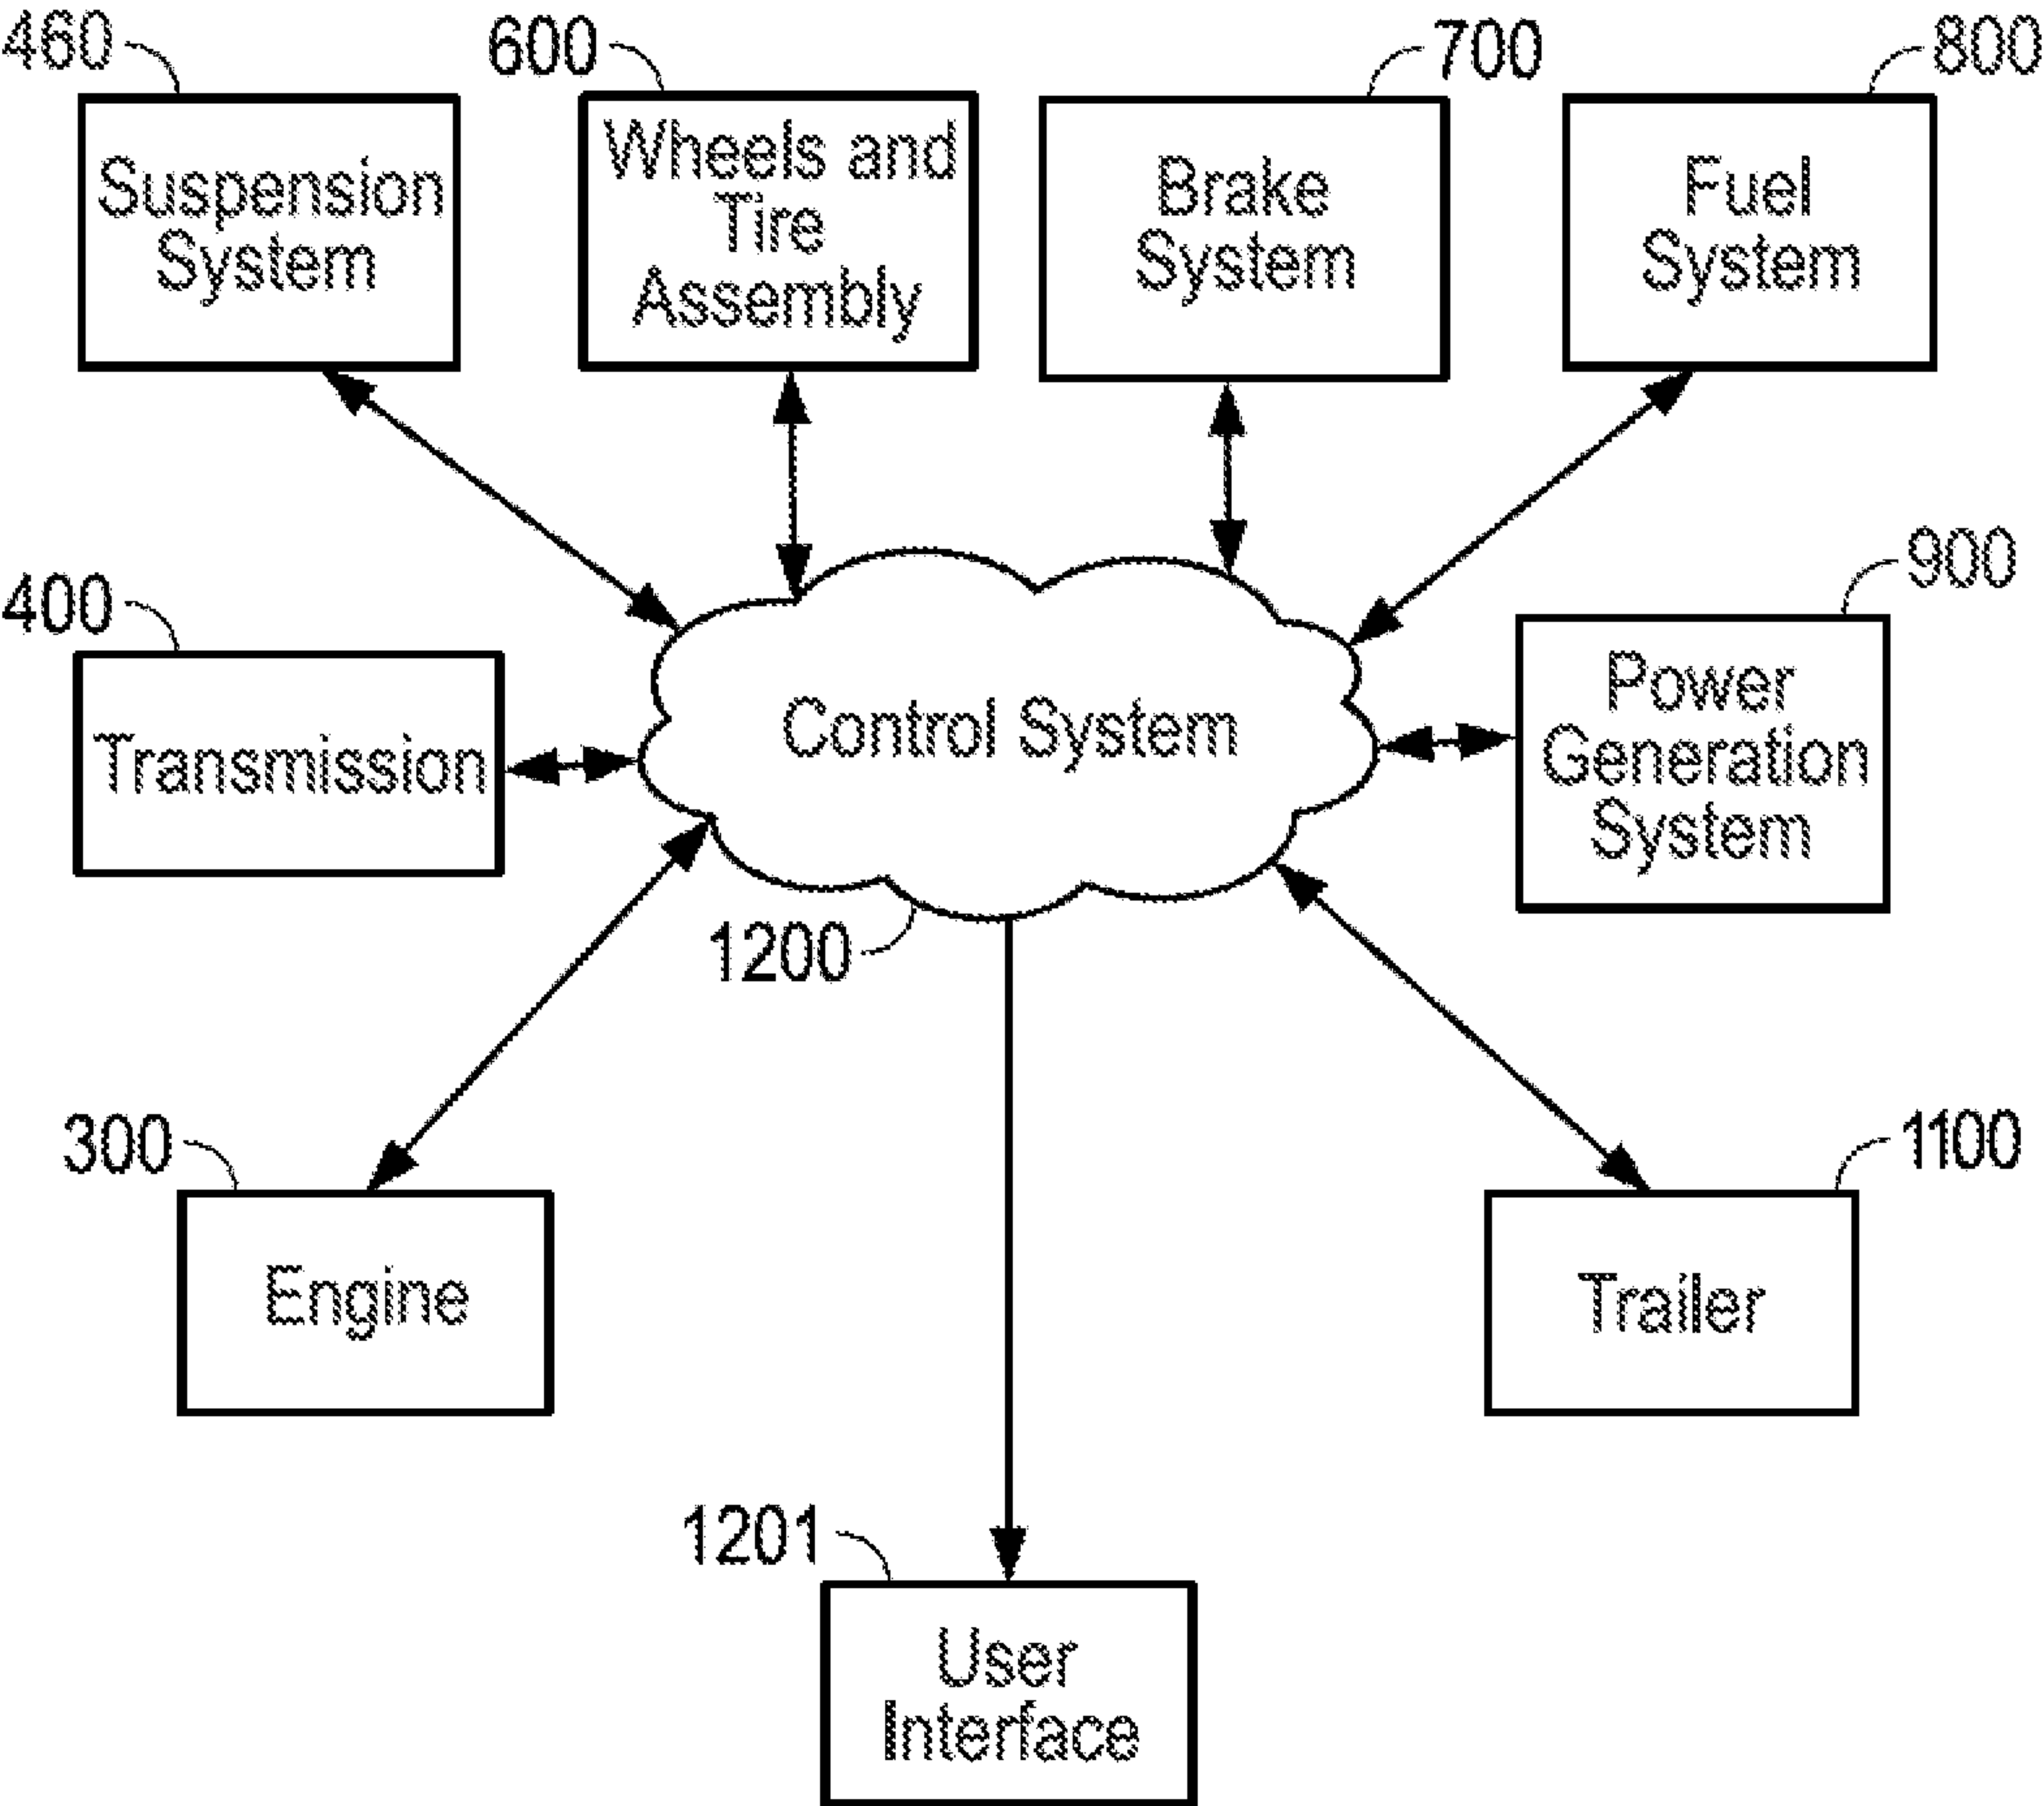 460
600
700
800
Suspension
System
Wheels and
Tire
Assembly
Brake
System
Fuel
System
400
900
Transmission
Control System
Power
Generation
System
1200
300
1100
Engine
Trailer
1201
User
Interface